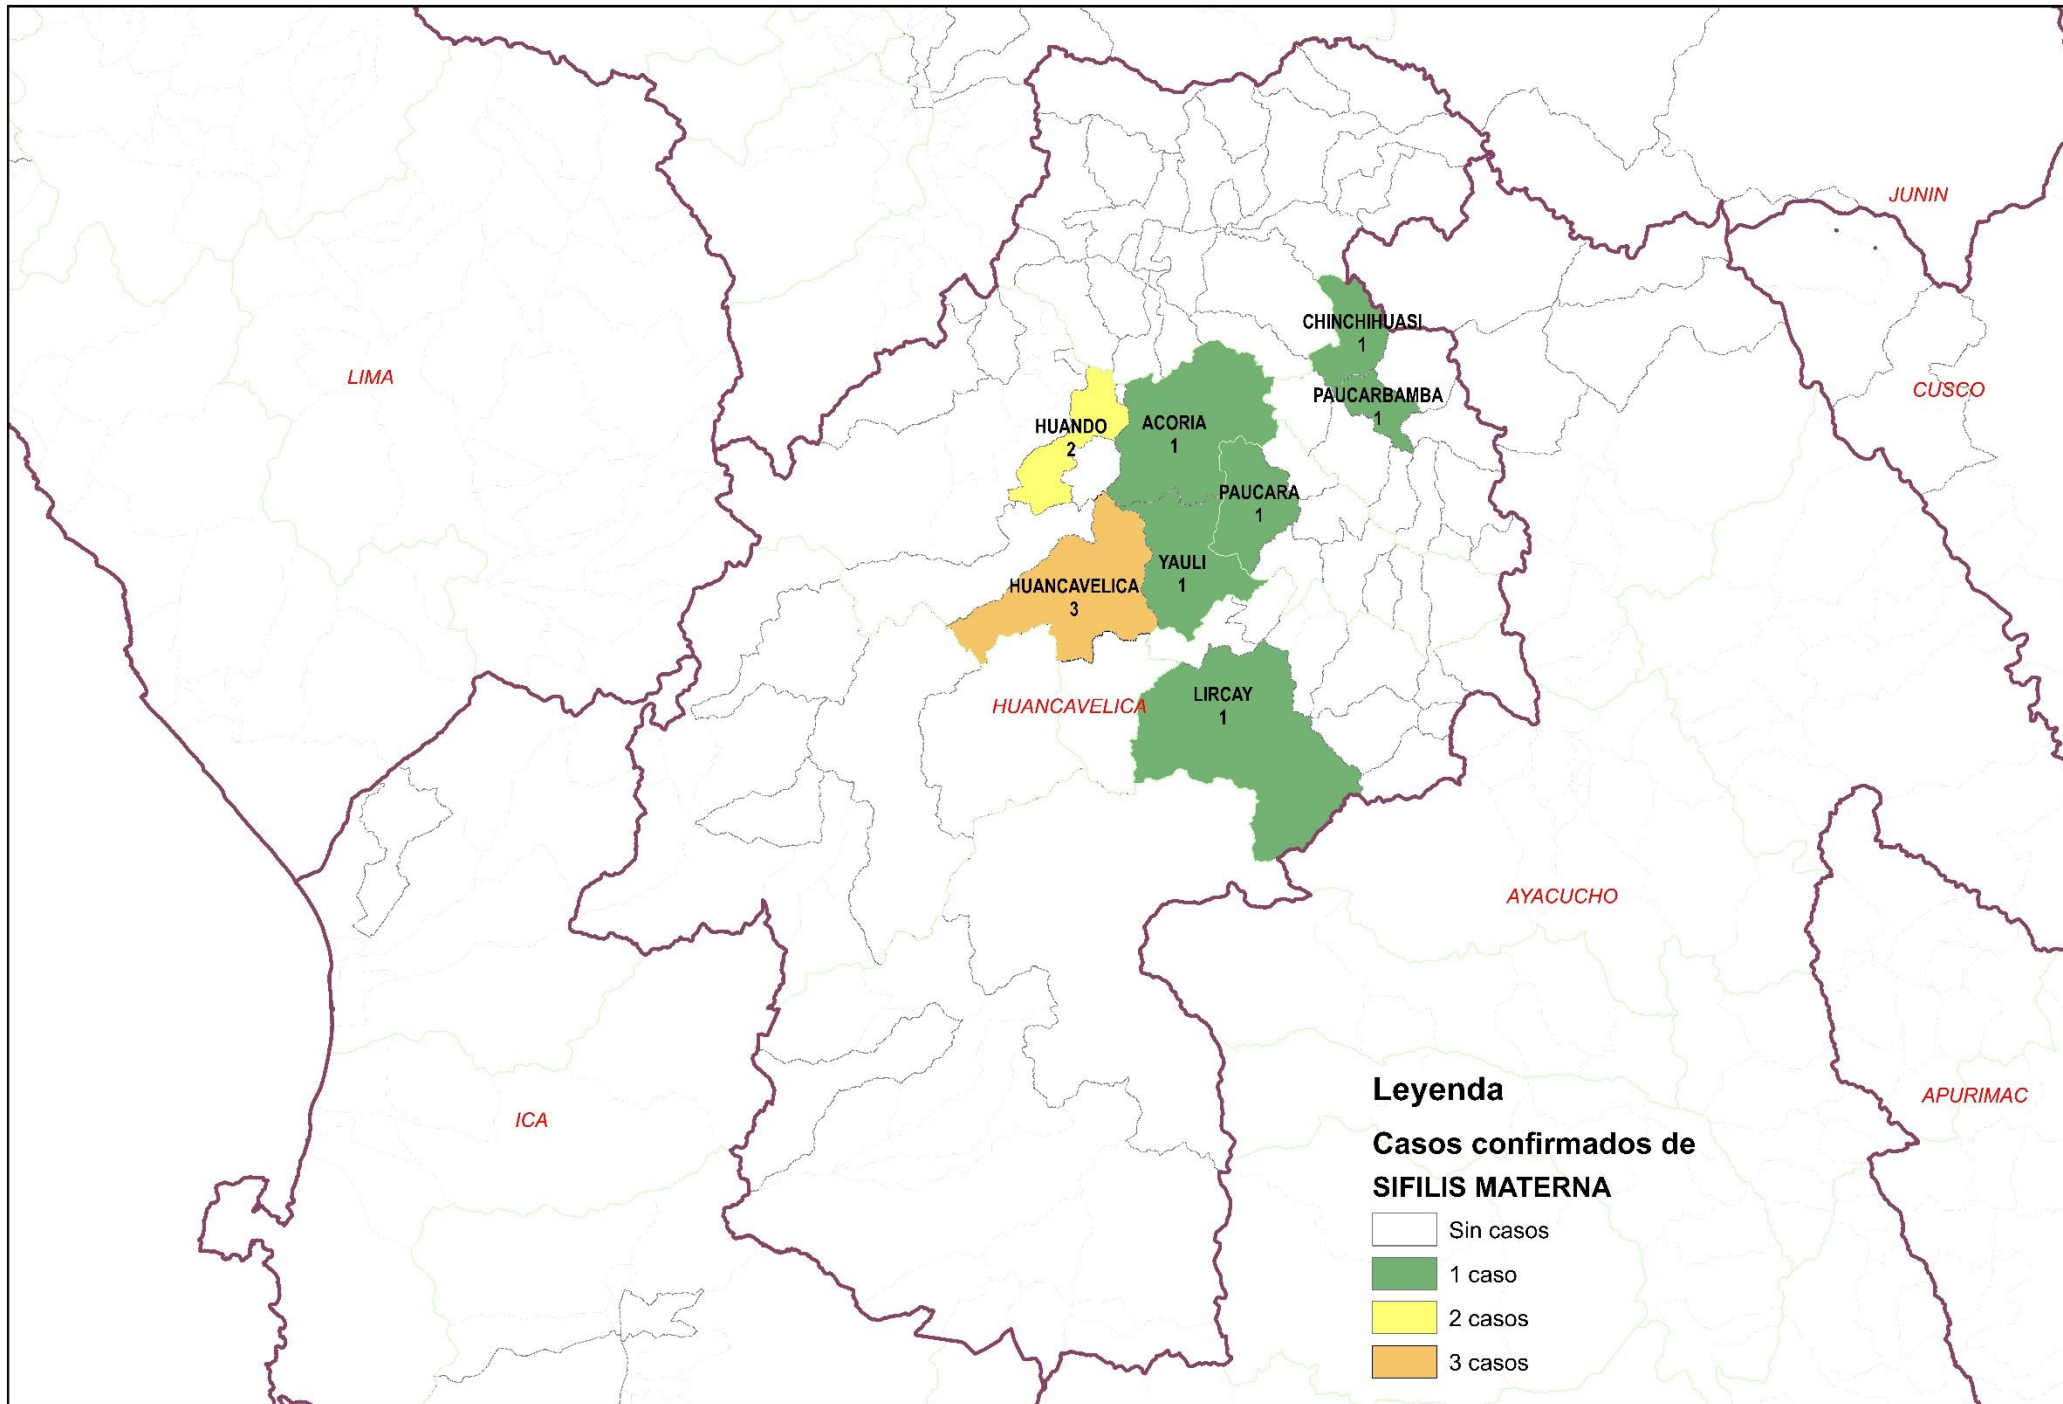 JUNIN
CHINCHIHUASI
1
LIMA
CUSCO
PAUCARBAMBA
1
HUANDO
2
ACORIA
1
PAUCARA
1
YAULI
1
HUANCAVELICA
3
LIRCAY
1
HUANCAVELICA
AYACUCHO
ICA
APURIMAC
Leyenda
Casos confirmados de
SIFILIS MATERNA
Sin casos
1 caso
2 casos
3 casos